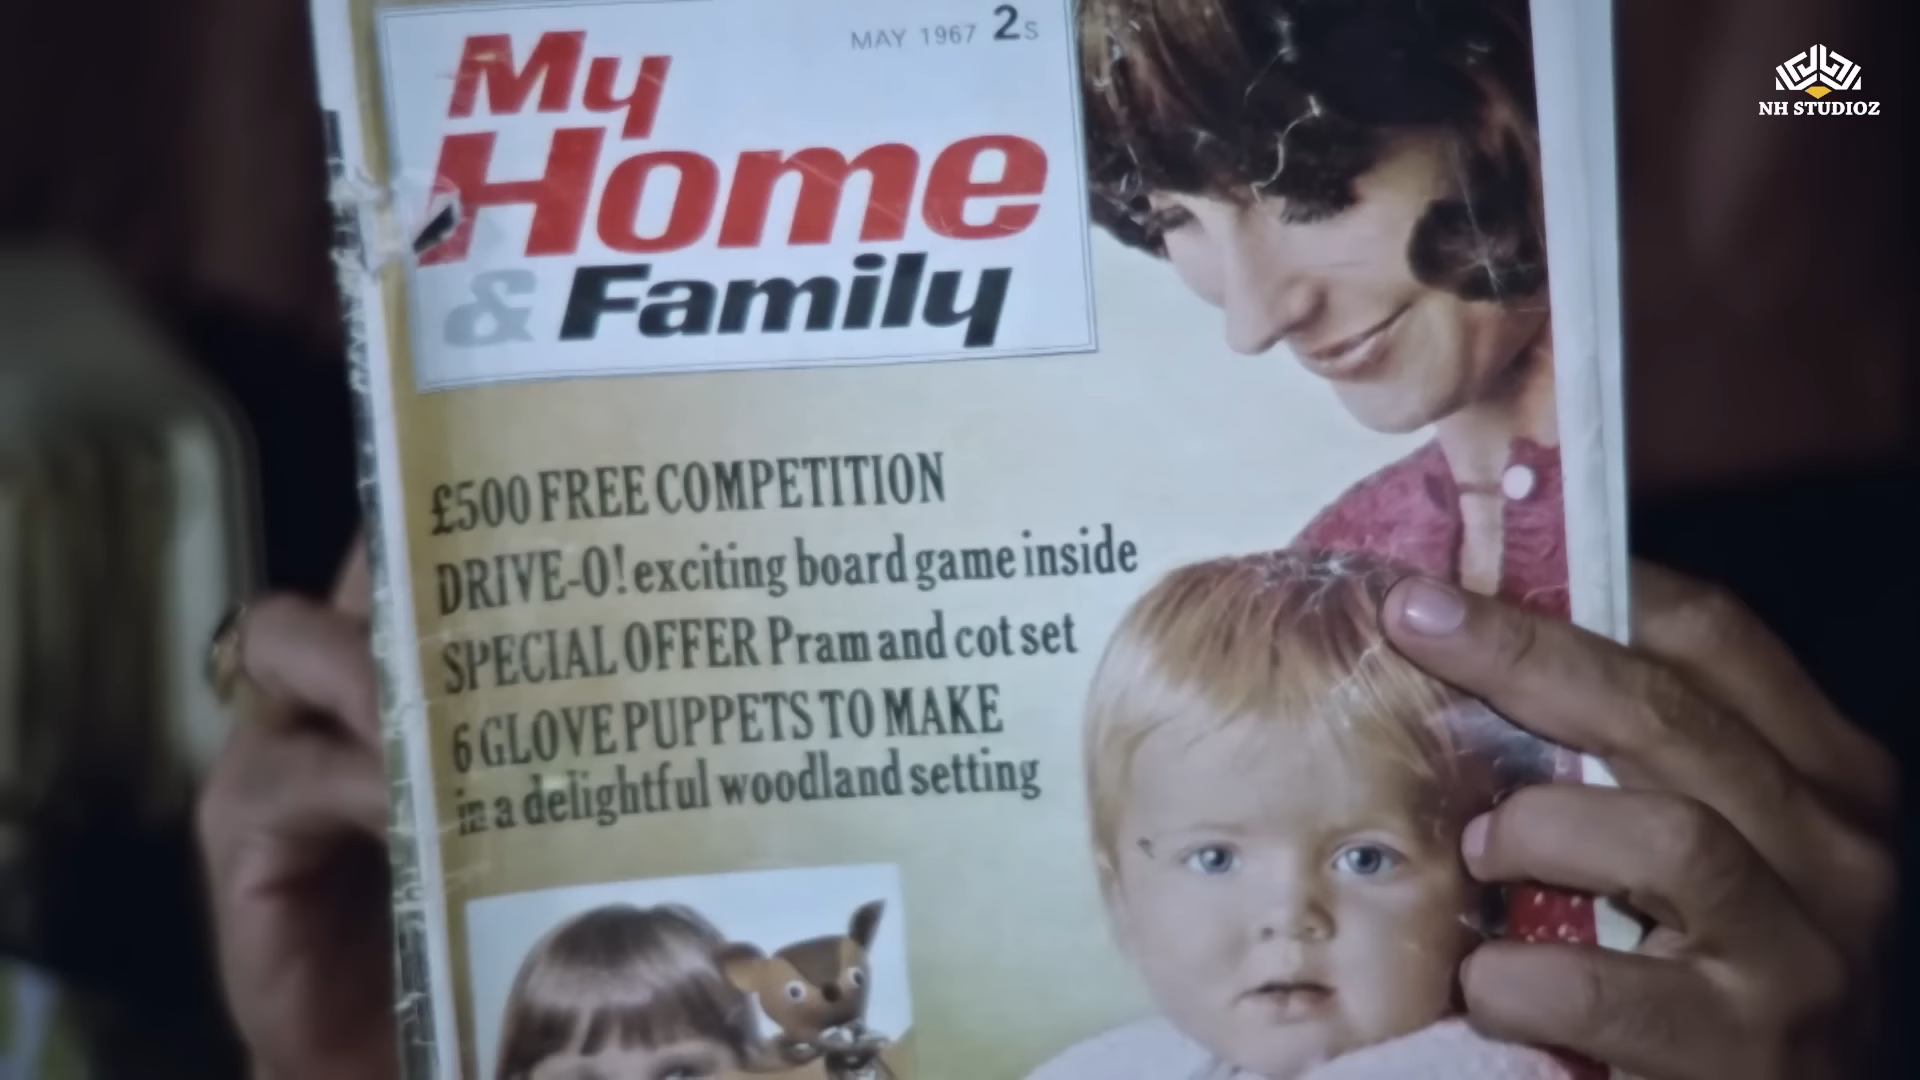 MAY 1967 2S
My
Home
& Family
£500 FREE COMPETITION
DRIVE-O! exciting board game inside
SPECIAL OFFER Pram and cot set
6 GLOVE PUPPETS TO MAKE
in a delightful woodland setting
NH STUDIOZ